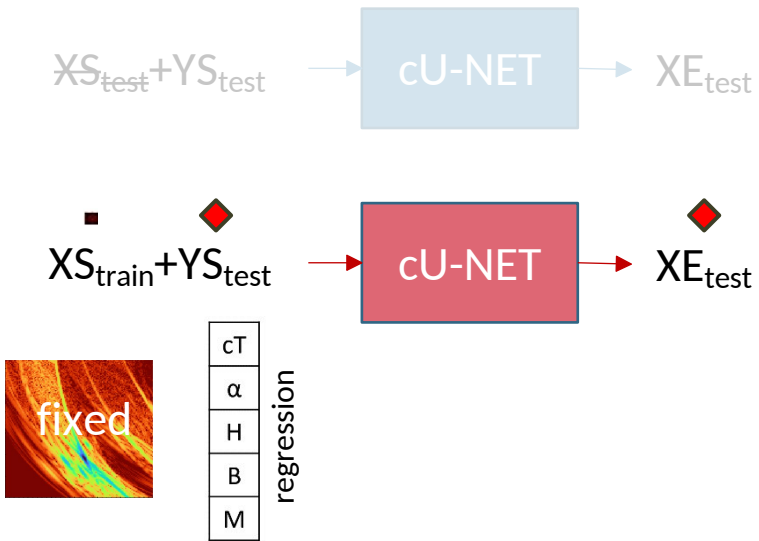 XStest+YStest
cU-NET
XEtest
XStrain+YStest
cU-NET
XEtest
fixed
cT
α
H
B
M
regression